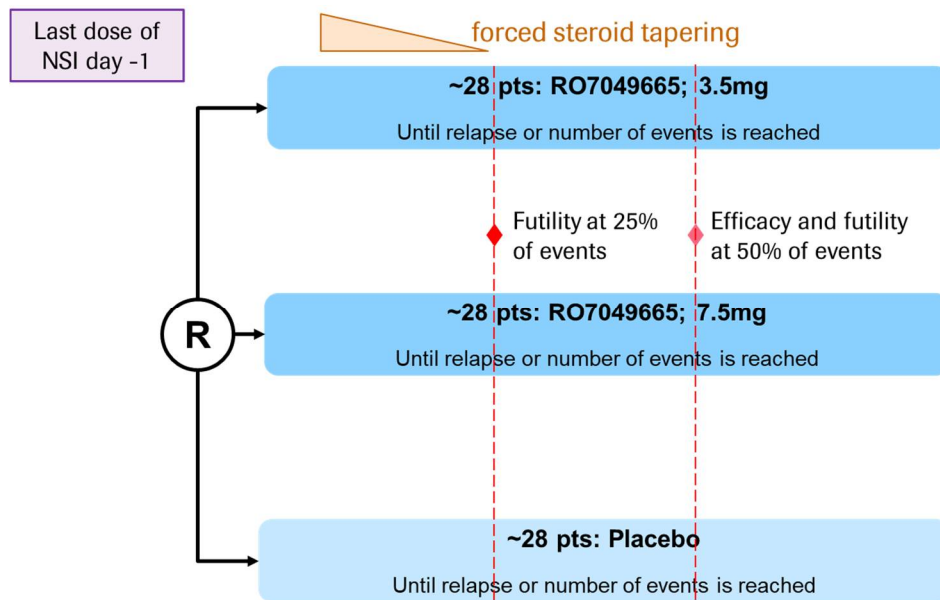 Last dose of
NSI day -1
forced steroid tapering
~28 pts: RO7049665; 3.5mg
Until relapse or number of events is reached
Futility at 25%
of events
Efficacy and futility
at 50% of events
R
~28 pts: RO7049665; 7.5mg
Until relapse or number of events is reached
~28 pts: Placebo
Until relapse or number of events is reached